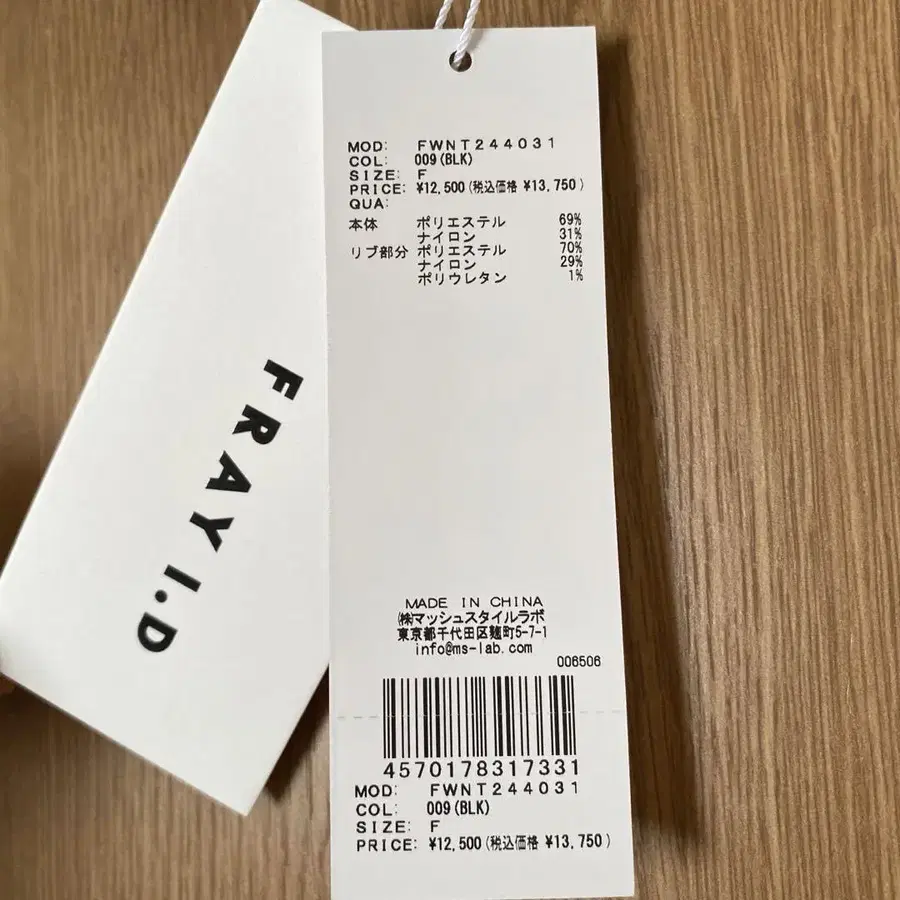 FRAY I.D
MOD: FWNT244031
COL: 009(BLK)
SIZE: F
PRICE: ¥12,500(税込価格 ¥13,750)
QUA:
本体 ポリエステル 69%
ナイロン 31%
リブ部分 ポリエステル 70%
ナイロン 29%
ポリウレタン 1%
MADE IN CHINA
㈱マッシュスタイルラボ
東京都千代田区麹町5-7-1
info@ms-lab.com
006506
4570178317331
MOD: FWNT244031
COL: 009(BLK)
SIZE: F
PRICE: ¥12,500(税込価格 ¥13,750)